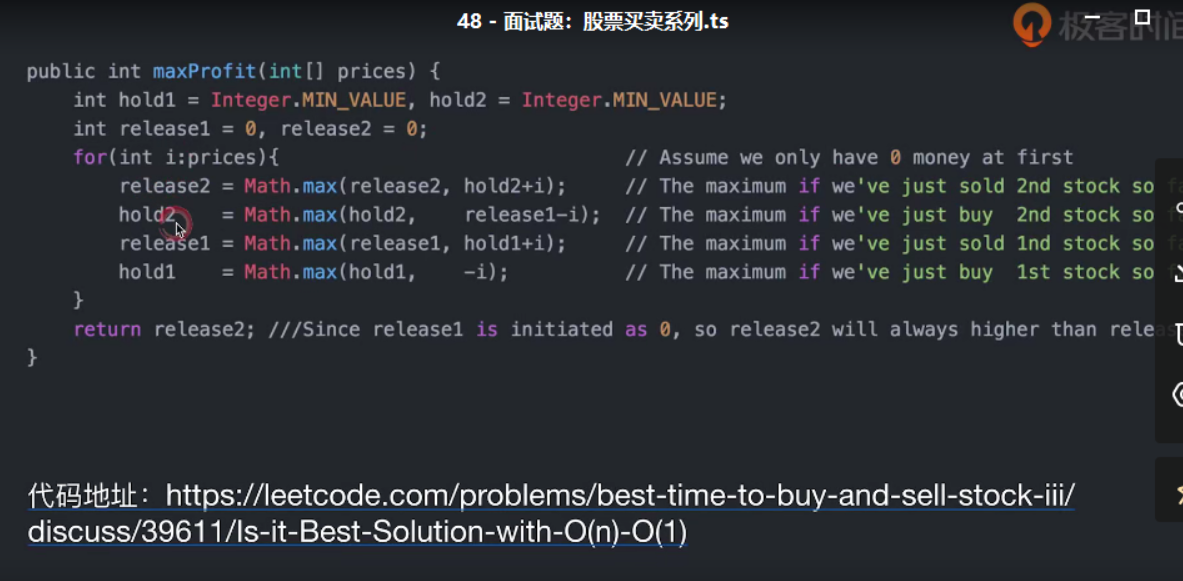 48 - 面试题：股票买卖系列.ts
极客时间
public int maxProfit(int[] prices) {
int hold1 = Integer.MIN_VALUE, hold2 = Integer.MIN_VALUE;
int release1 = 0, release2 = 0;
for(int i:prices){ // Assume we only have 0 money at first
release2 = Math.max(release2, hold2+i); // The maximum if we've just sold 2nd stock so
hold2 = Math.max(hold2, release1-i); // The maximum if we've just buy 2nd stock so
release1 = Math.max(release1, hold1+i); // The maximum if we've just sold 1nd stock so
hold1 = Math.max(hold1, -i); // The maximum if we've just buy 1st stock so
}
return release2; ///Since release1 is initiated as 0, so release2 will always higher than
}
代码地址：https://leetcode.com/problems/best-time-to-buy-and-sell-stock-iii/
discuss/39611/Is-it-Best-Solution-with-O(n)-O(1)